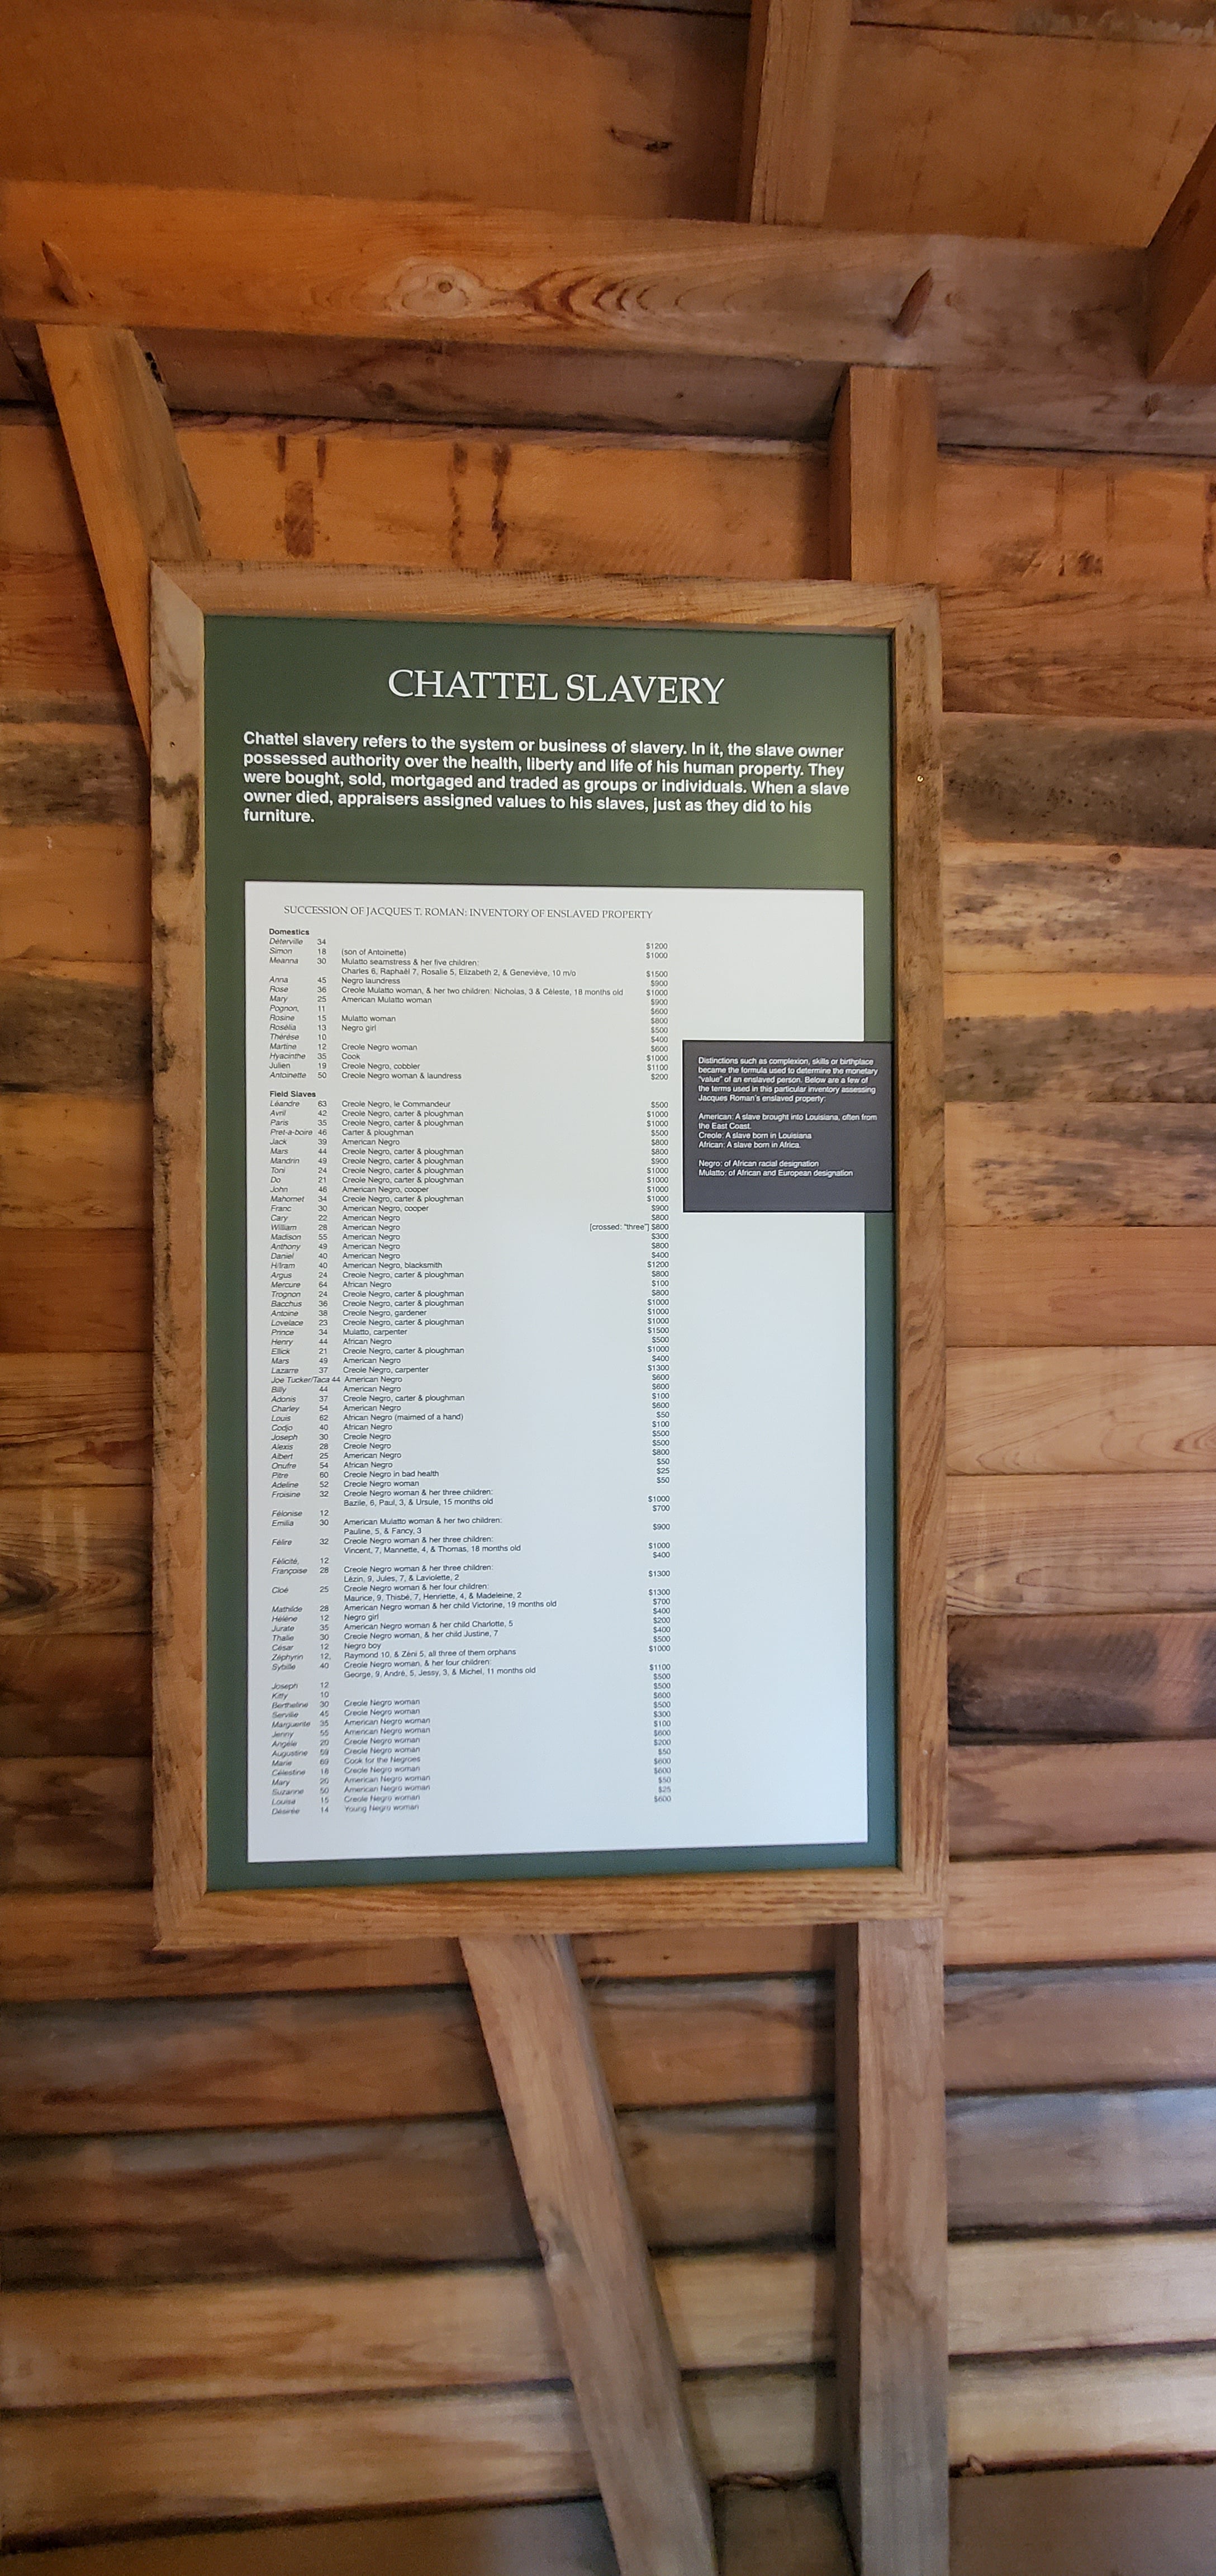 CHATTEL SLAVERY
Chattel slavery refers to the system or business of slavery. In it, the slave owner
possessed authority over the health, liberty and life of his human property. They
were bought, sold, mortgaged and traded as groups or individuals. When a slave
owner died, appraisers assigned values to his slaves, just as they did to his
furniture.
SUCCESSION OF JACQUES T. ROMAN: INVENTORY OF ENSLAVED PROPERTY
Domestics
Déterville 34 $1200
Simon 18 (son of Antoinette) $1000
Meanna 30 Mulatto seamstress & her five children:
Charles 6, Raphaël 7, Rosalie 5, Elizabeth 2, & Geneviève, 10 m/o $1500
Anna 45 Negro laundress $900
Rose 36 Creole Mulatto woman, & her two children: Nicholas, 3 & Céleste, 18 months old $1000
Mary 25 American Mulatto woman $900
Pognon, 11 $600
Rosine 15 Mulatto woman $800
Rosélia 13 Negro girl $500
Thérèse 10 $400
Martine 12 Creole Negro woman $600
Hyacinthe 35 Cook $1000
Julien 19 Creole Negro, cobbler $1100
Antoinette 50 Creole Negro woman & laundress $200
Field Slaves
Léandre 63 Creole Negro, le Commandeur $500
Avril 42 Creole Negro, carter & ploughman $1000
Paris 35 Creole Negro, carter & ploughman $1000
Pret-a-boire 46 Carter & ploughman $500
Jack 39 American Negro $800
Mars 44 Creole Negro, carter & ploughman $800
Mandrin 49 Creole Negro, carter & ploughman $900
Toni 24 Creole Negro, carter & ploughman $1000
Do 21 Creole Negro, carter & ploughman $1000
John 46 American Negro, cooper $1000
Mahomet 34 Creole Negro, carter & ploughman $1000
Franc 30 American Negro, cooper $900
Cary 22 American Negro $800
William 28 American Negro [crossed: "three"] $800
Madison 55 American Negro $300
Anthony 49 American Negro $800
Daniel 40 American Negro $400
Hillram 40 American Negro, blacksmith $1200
Argus 24 Creole Negro, carter & ploughman $800
Mercure 64 African Negro $100
Trognon 24 Creole Negro, carter & ploughman $800
Bacchus 36 Creole Negro, carter & ploughman $1000
Antoine 38 Creole Negro, gardener $1000
Lovelace 23 Creole Negro, carter & ploughman $1000
Prince 34 Mulatto, carpenter $1500
Henry 44 African Negro $500
Ellick 21 Creole Negro, carter & ploughman $1000
Mars 49 American Negro $400
Lazarre 37 Creole Negro, carpenter $1300
Joe Tucker/Taca 44 American Negro $600
Billy 44 American Negro $600
Adonis 37 Creole Negro, carter & ploughman $100
Charley 54 American Negro $600
Louis 62 African Negro (maimed of a hand) $50
Codjo 40 African Negro $100
Joseph 30 Creole Negro $500
Alexis 28 Creole Negro $500
Albert 25 American Negro $800
Onufre 54 African Negro $50
Pitre 60 Creole Negro in bad health $25
Adeline 52 Creole Negro woman $50
Froisine 32 Creole Negro woman & her three children:
Bazile, 6, Paul, 3, & Ursule, 15 months old $1000
Félonise 12 $700
Emilia 30 American Mulatto woman & her two children:
Pauline, 5, & Fancy, 3 $900
Félire 32 Creole Negro woman & her three children:
Vincent, 7, Mannette, 4, & Thomas, 18 months old $1000
Félicité, 12 $400
Françoise 28 Creole Negro woman & her three children:
Lézin, 9, Jules, 7, & Laviolette, 2 $1300
Cloé 25 Creole Negro woman & her four children:
Maurice, 9, Thisbé, 7, Henriette, 4, & Madeleine, 2 $1300
Mathilde 28 American Negro woman & her child Victorine, 19 months old $700
Hélène 12 Negro girl $400
Jurate 35 American Negro woman & her child Charlotte, 5 $200
Thalie 30 Creole Negro woman, & her child Justine, 7 $400
César 12 Negro boy $500
Zéphyrin 12, Raymond 10, & Zéni 5, all three of them orphans $1000
Sybille 40 Creole Negro woman, & her four children:
George, 9, André, 5, Jessy, 3, & Michel, 11 months old $1100
Joseph 12 $500
Kitty 10 $500
Bertheline 30 Creole Negro woman $600
Serville 45 Creole Negro woman $500
Marguerite 35 American Negro woman $300
Jenny 55 American Negro woman $100
Angèle 20 Creole Negro woman $600
Augustine 59 Creole Negro woman $200
Marie 69 Cook for the Negroes $50
Célestine 18 Creole Negro woman $600
Mary 20 American Negro woman $600
Suzanne 50 American Negro woman $50
Louisa 15 Creole Negro woman $25
Désirée 14 Young Negro woman $600
Distinctions such as complexion, skills or birthplace
became the formula used to determine the monetary
"value" of an enslaved person. Below are a few of
the terms used in this particular inventory assessing
Jacques Roman's enslaved property:
American: A slave brought into Louisiana, often from
the East Coast.
Creole: A slave born in Louisiana
African: A slave born in Africa.
Negro: of African racial designation
Mulatto: of African and European designation